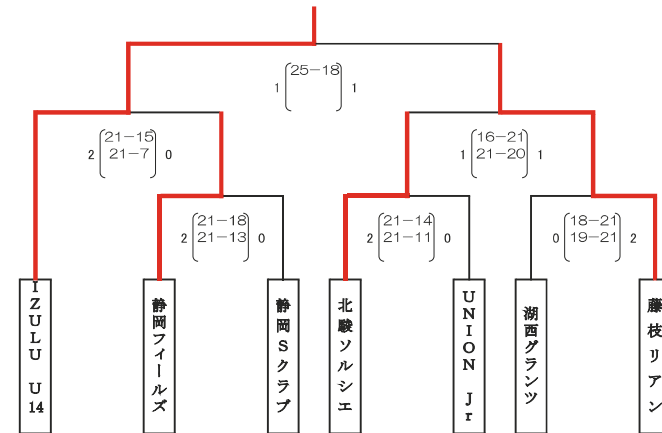 25-18
1 1
21-15
2 21-7 0
16-21
1 21-20 1
21-18
2 21-13 0
21-14
2 21-11 0
18-21
0 19-21 2
IZULU U14
静岡フィールズ
静岡Sクラブ
北駿ソルシエ
UNION Jr
湖西グランツ
藤枝リアン